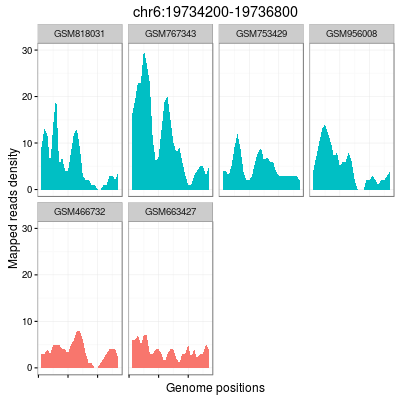 chr6:19734200-19736800
GSM818031 GSM767343 GSM753429 GSM956008
30
20
10
0
GSM466732 GSM663427
30
20
10
0
Mapped reads density
Genome positions